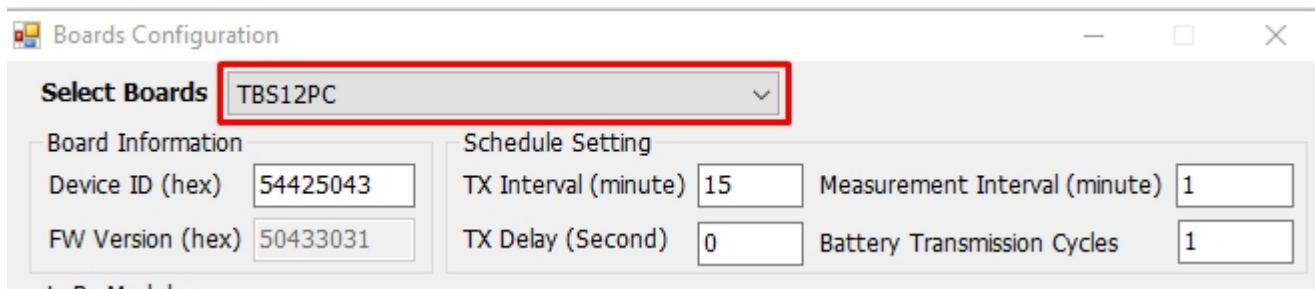 Boards Configuration
Select Boards TBS12PC
Board Information
Schedule Setting
Device ID (hex) 54425043
TX Interval (minute) 15 Measurement Interval (minute) 1
FW Version (hex) 50433031
TX Delay (Second) 0 Battery Transmission Cycles 1